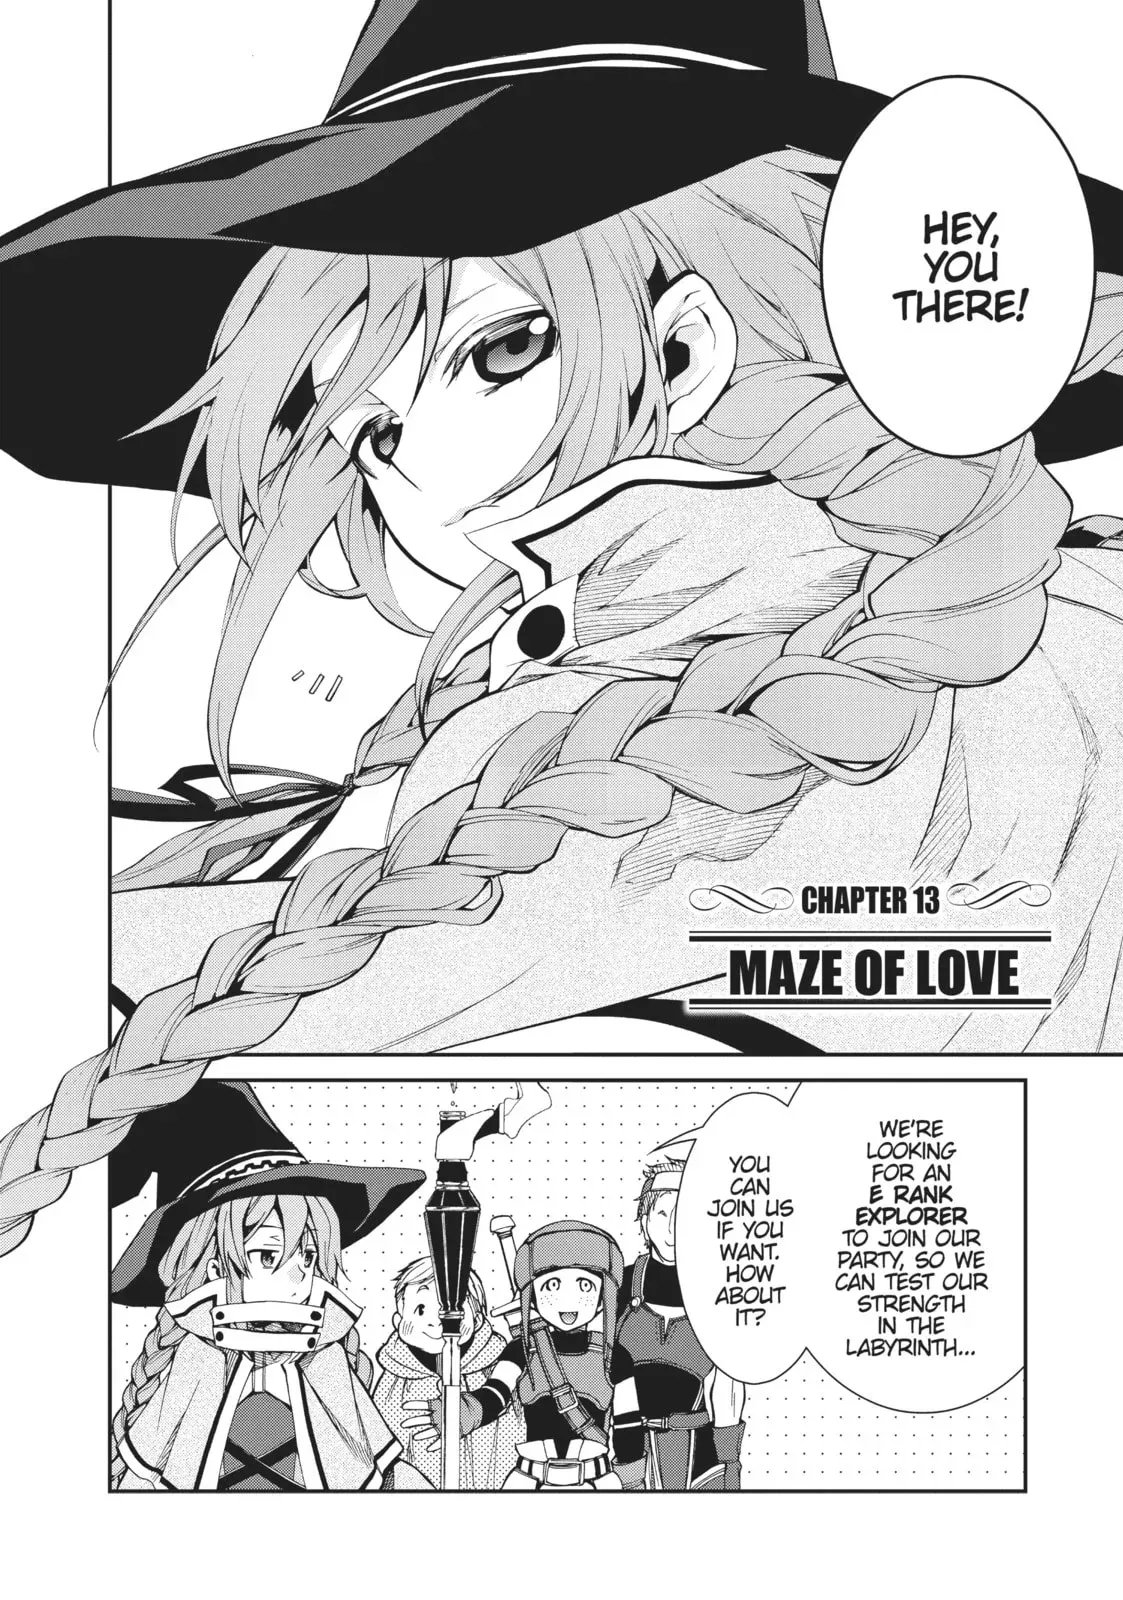 HEY,
YOU
THERE!
CHAPTER 13
MAZE OF LOVE
WE'RE
LOOKING
FOR AN
E RANK
EXPLORER
TO JOIN OUR
PARTY, SO WE
CAN TEST OUR
STRENGTH
IN THE
LABYRINTH...
YOU
CAN
JOIN US
IF YOU
WANT.
HOW
ABOUT
IT?